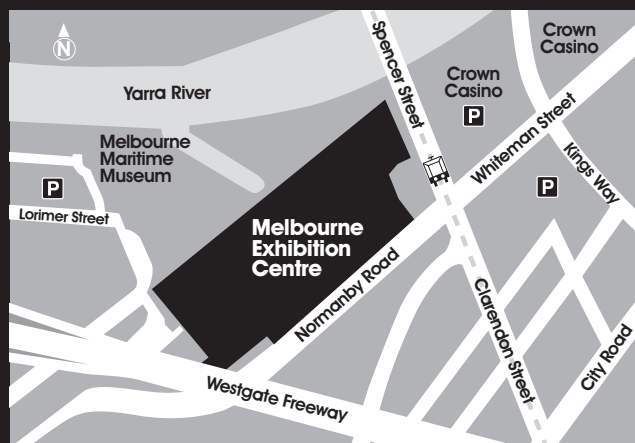 N
Yarra River
Spencer Street
Crown
Casino
Crown
Casino
P
Whiteman Street
Melbourne
Maritime
Museum
P
Lorimer Street
Kings Way
P
Melbourne
Exhibition
Centre
Normanby Road
Clarendon Street
City Road
Westgate Freeway